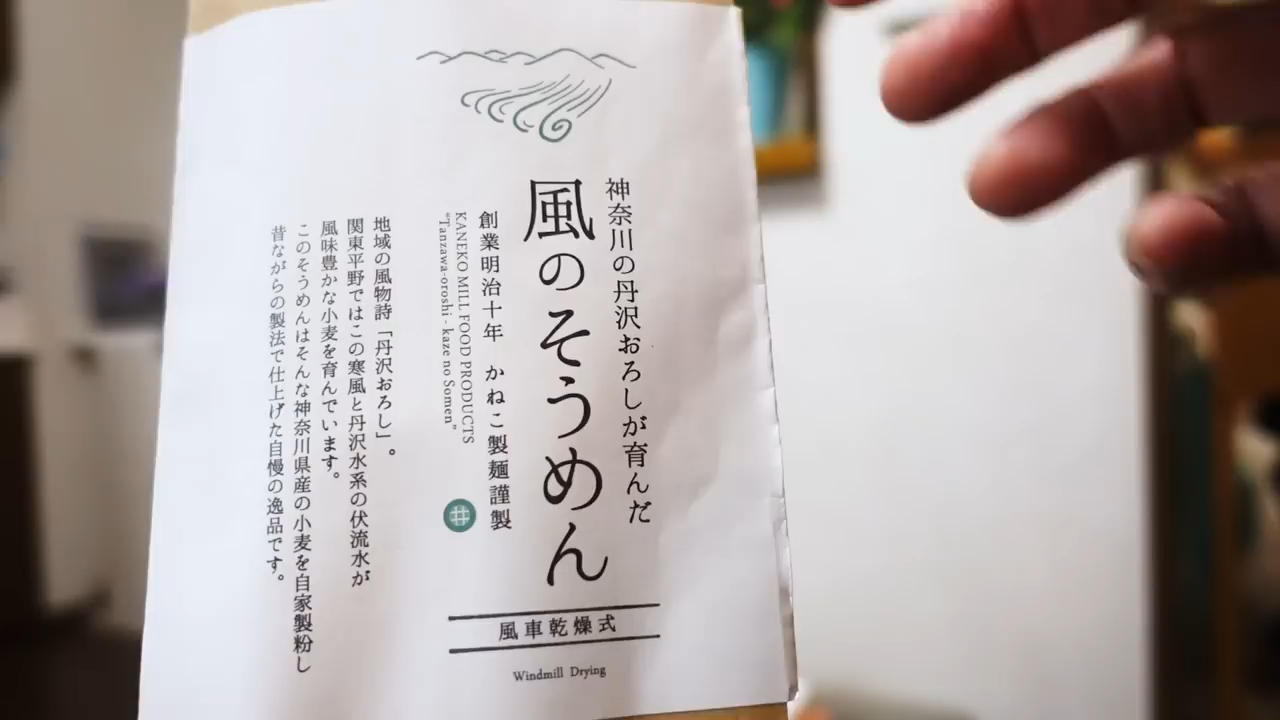 神奈川の丹沢おろしが育んだ
風のそうめん
創業明治十年 かねこ製麺謹製
KANEKO MILL FOOD PRODUCTS
"Tanzawa-oroshi - kaze no Somen"
地域の風物詩「丹沢おろし」。
関東平野ではこの寒風と丹沢水系の伏流水が
風味豊かな小麦を育んでいます。
このそうめんはそんな神奈川県産の小麦を自家製粉し
昔ながらの製法で仕上げた自慢の逸品です。
風車乾燥式
Windmill Drying